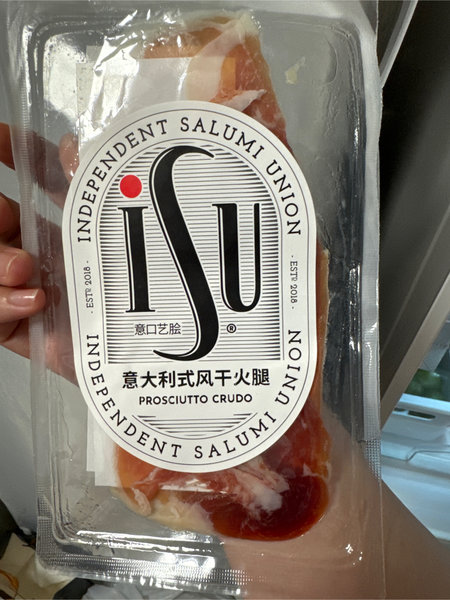 INDEPENDENT SALUMI UNION
iSu
· ESTD 2018 ·
· ESTD 2018 ·
意口艺脍
®
意大利式风干火腿
PROSCIUTTO CRUDO
INDEPENDENT SALUMI UNION